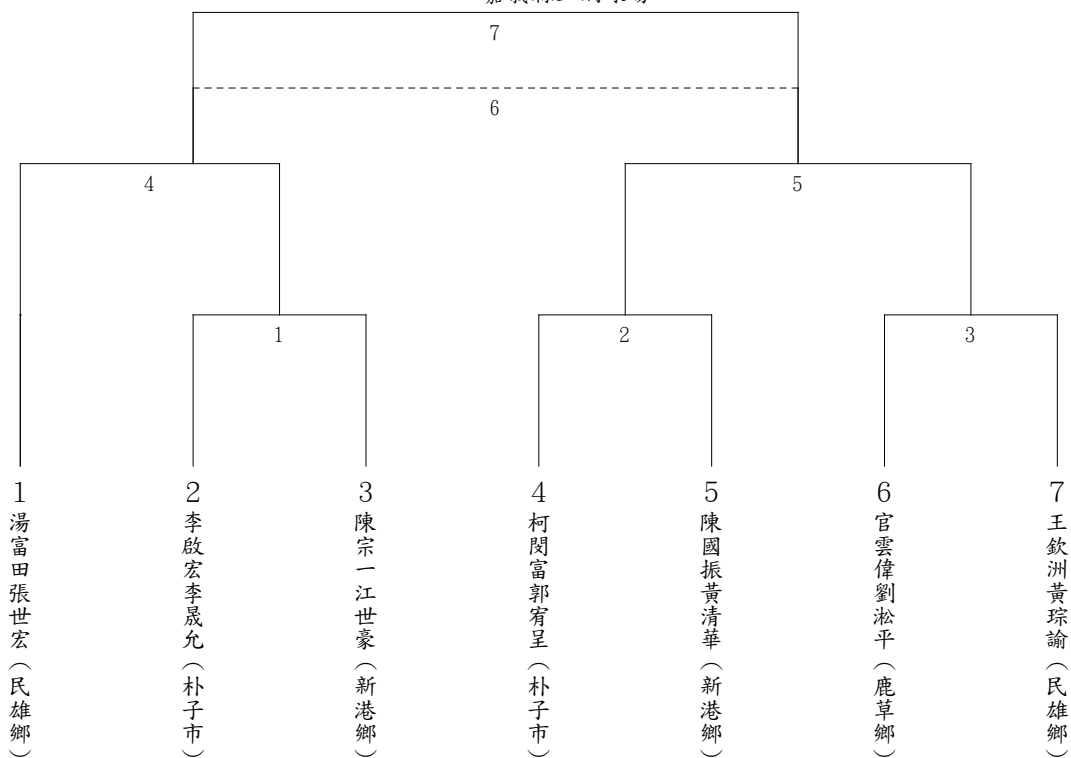 7
6
4
5
1
2
3
1
湯富田張世宏(民雄鄉)
2
李啟宏李晟允(朴子市)
3
陳宗一江世豪(新港鄉)
4
柯閔富郭宥呈(朴子市)
5
陳國振黃清華(新港鄉)
6
官雲偉劉淞平(鹿草鄉)
7
王欽洲黃琮諭(民雄鄉)